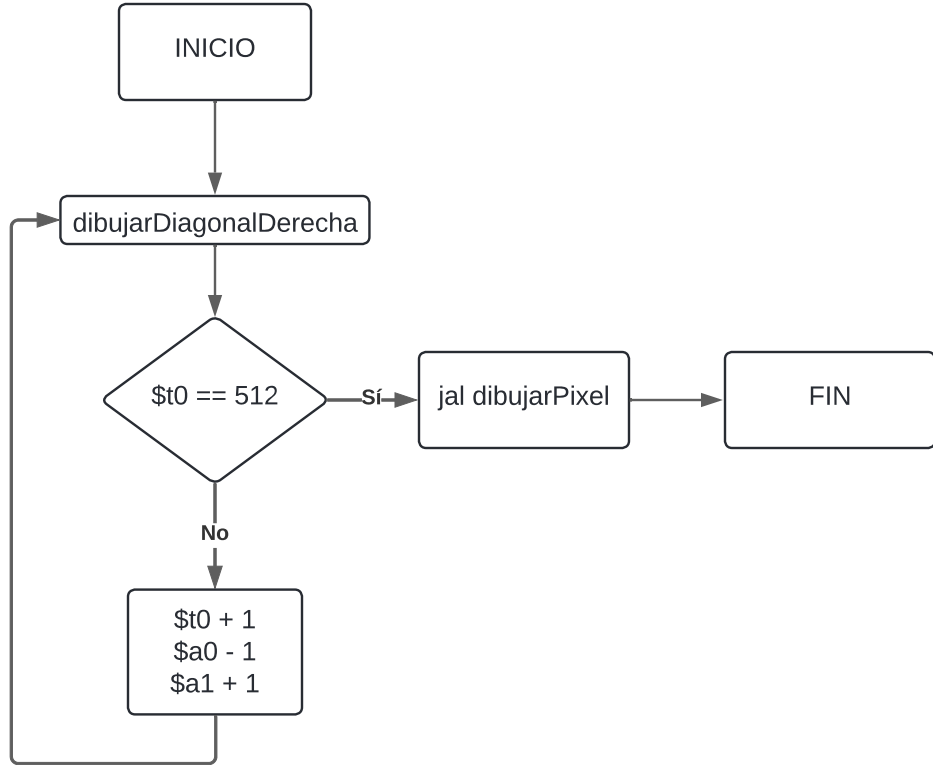 INICIO
dibujarDiagonalDerecha
$t0 == 512
Sí
jal dibujarPixel
FIN
No
$t0 + 1
$a0 - 1
$a1 + 1